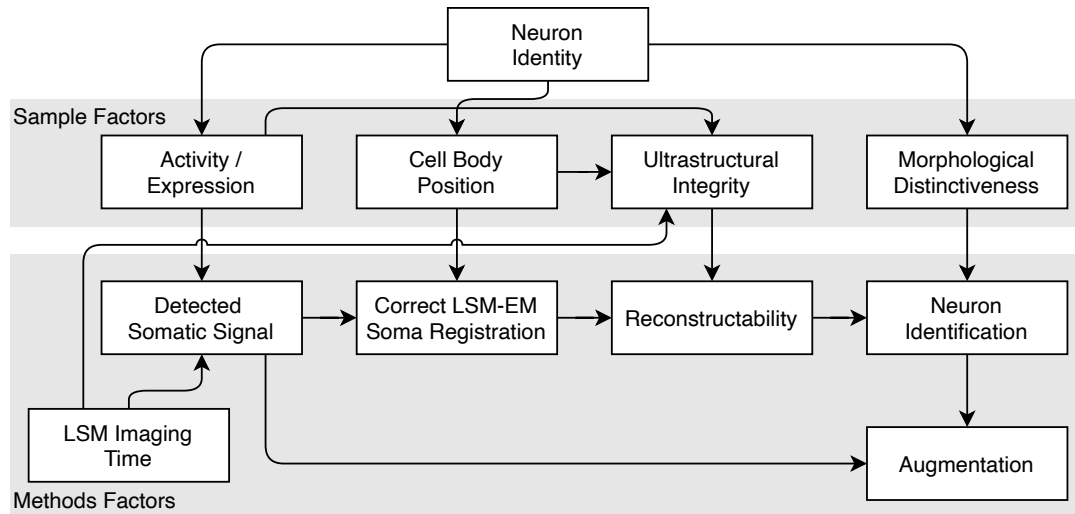 Neuron
Identity
Sample Factors
Activity /
Expression
Cell Body
Position
Ultrastructural
Integrity
Morphological
Distinctiveness
Detected
Somatic Signal
Correct LSM-EM
Soma Registration
Reconstructability
Neuron
Identification
LSM Imaging
Time
Augmentation
Methods Factors